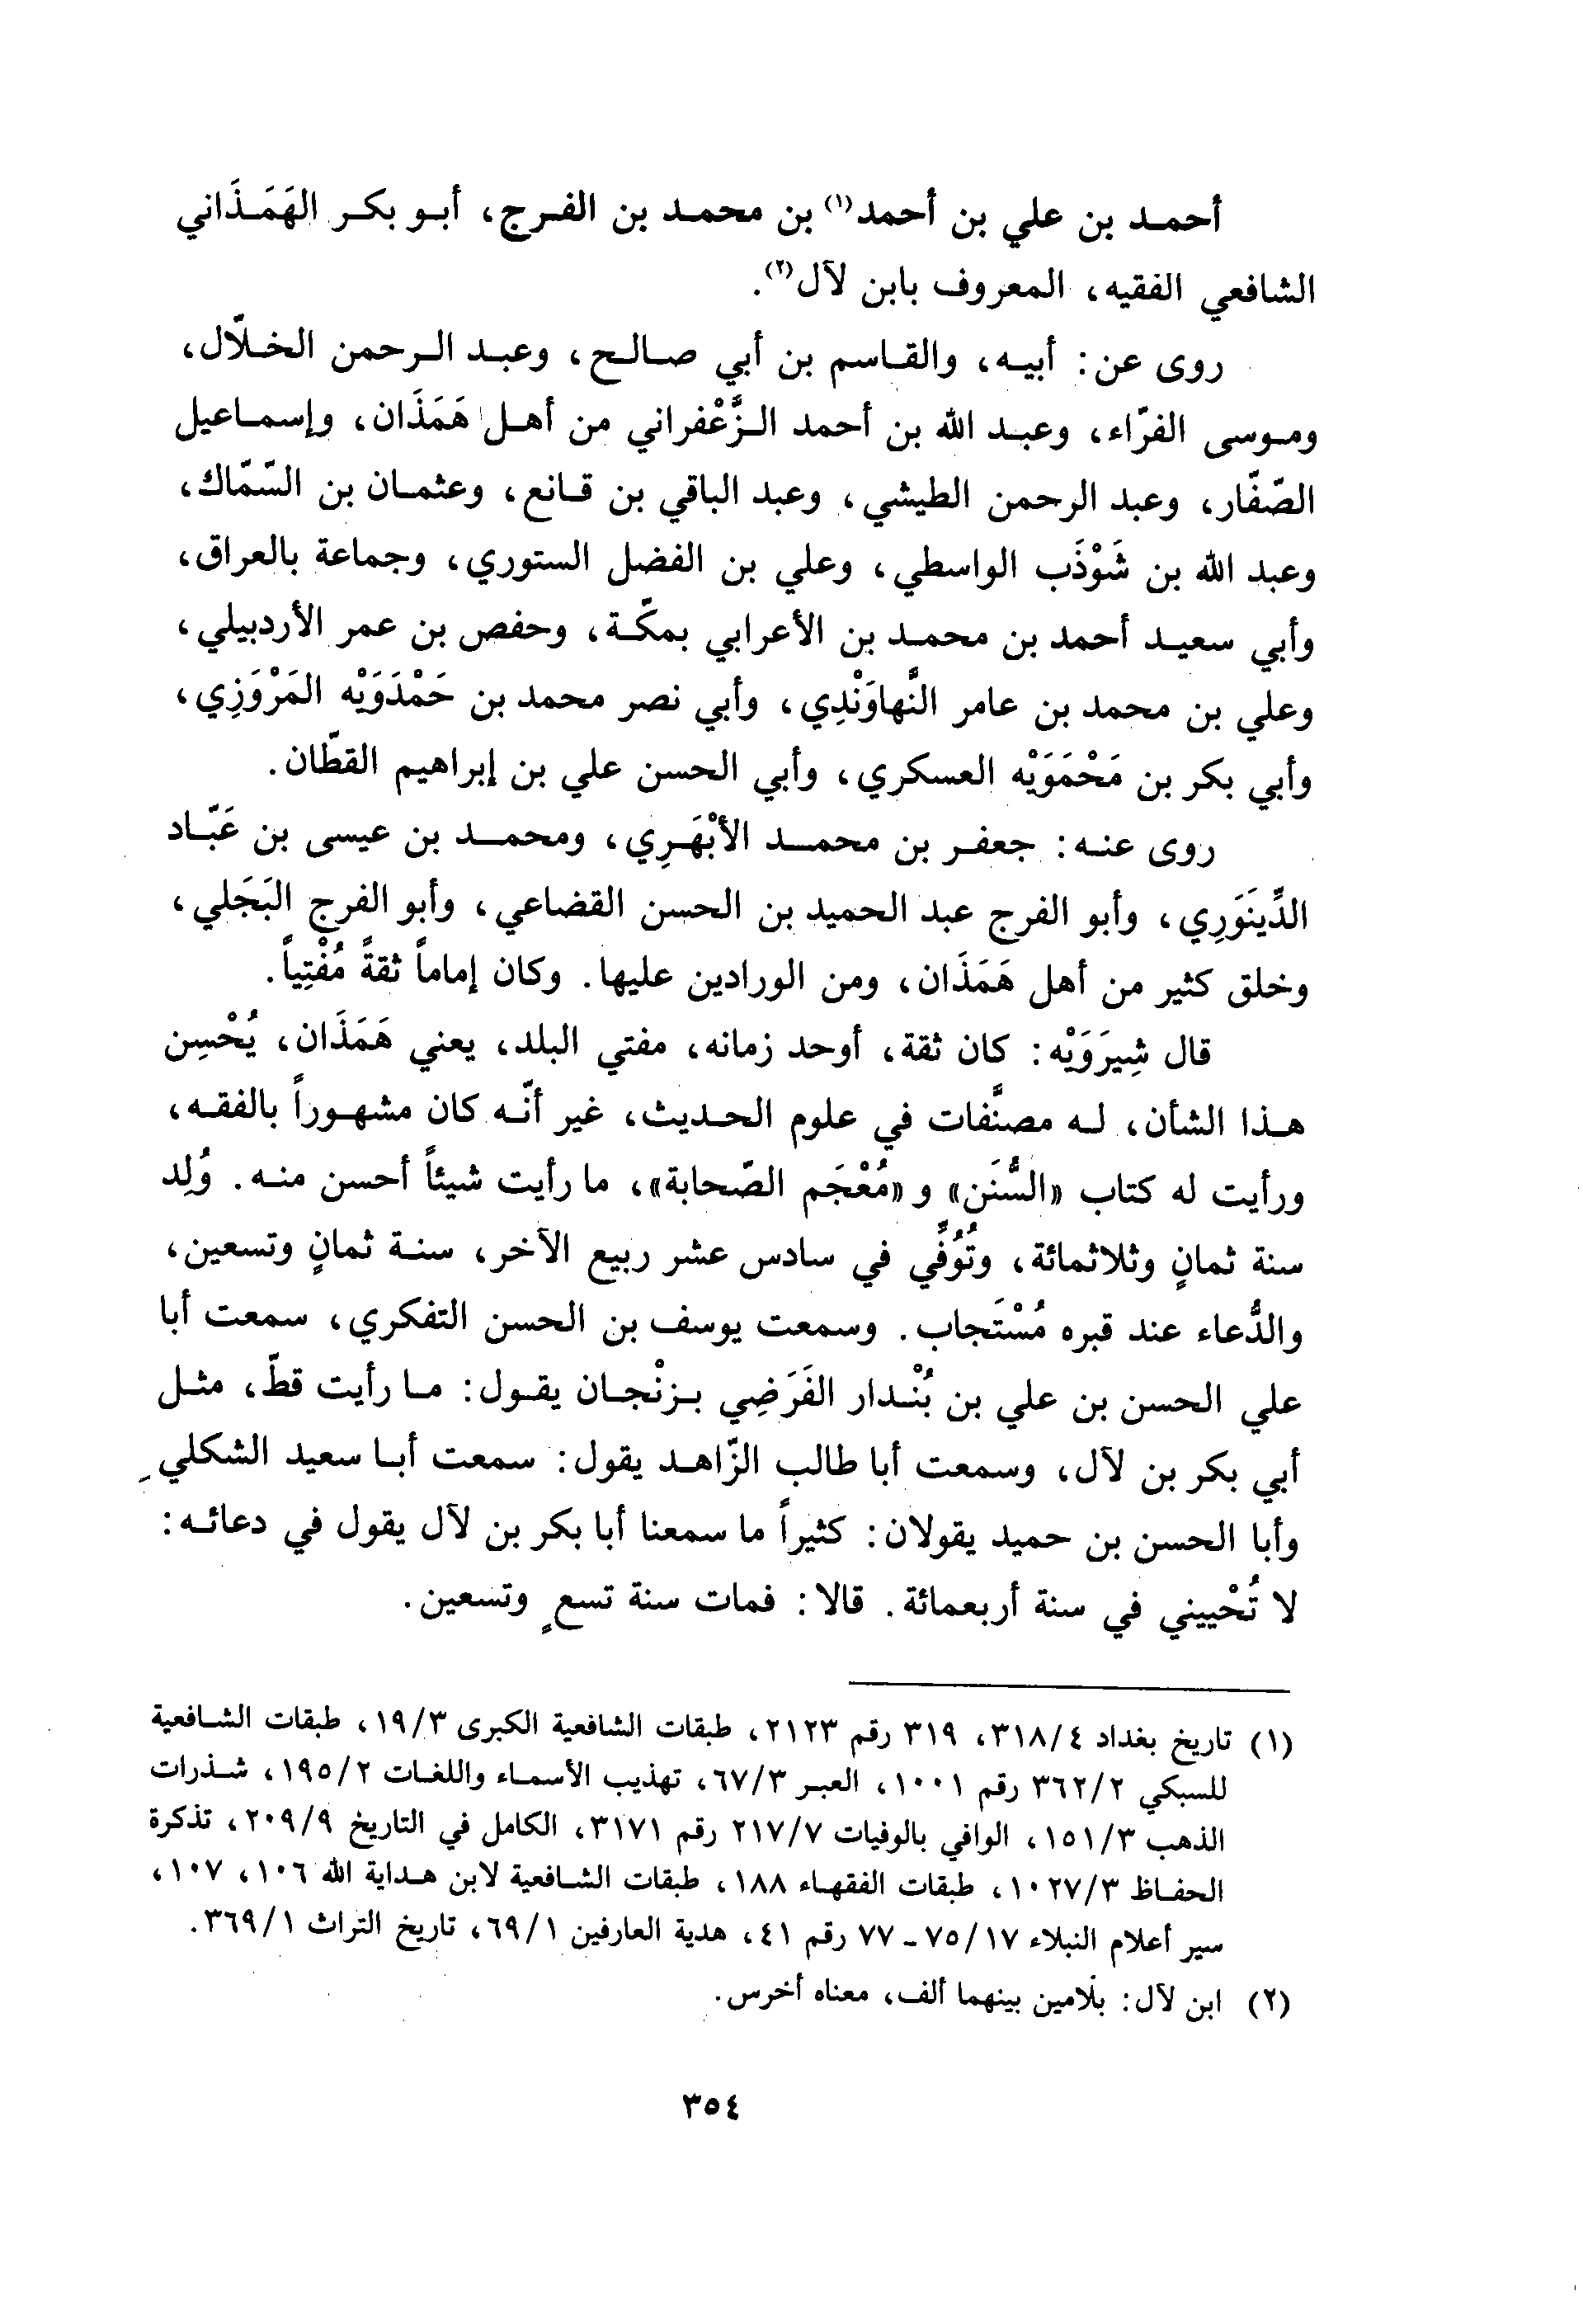 أحمد بن علي بن أحمد(١) بن محمد بن الفرج، أبو بكر الهَمَذَاني
الشافعي الفقيه، المعروف بابن لآل(٢).
روى عن: أبيه، والقاسم بن أبي صالح، وعبد الرحمن الخلّال،
وموسى الفرّاء، وعبد الله بن أحمد الزَّعْفراني من أهل هَمَذَان، وإسماعيل
الصّفّار، وعبد الرحمن الطيشي، وعبد الباقي بن قانع، وعثمان بن السّمّاك،
وعبد الله بن شَوْذَب الواسطي، وعلي بن الفضل الستوري، وجماعة بالعراق،
وأبي سعيد أحمد بن محمد بن الأعرابي بمكّة، وحفص بن عمر الأردبيلي،
وعلي بن محمد بن عامر النَّهاوَنْدِي، وأبي نصر محمد بن حَمْدَوَيْه المَرْوَزِي،
وأبي بكر بن مَحْمَوَيْه العسكري، وأبي الحسن علي بن إبراهيم القطّان.
روى عنه: جعفر بن محمد الأَبْهَرِي، ومحمد بن عيسى بن عَبّاد
الدِّينَوَرِي، وأبو الفرج عبد الحميد بن الحسن القضاعي، وأبو الفرج البَجَلي،
وخلق كثير من أهل هَمَذَان، ومن الورادين عليها. وكان إماماً ثقةً مُفْتِياً.
قال شِيرَوَيْه: كان ثقة، أوحد زمانه، مفتي البلد، يعني هَمَذَان، يُحْسِن
هذا الشأن، له مصنَّفات في علوم الحديث، غير أنّه كان مشهوراً بالفقه،
ورأيت له كتاب «السُّنَن» و «مُعْجَم الصّحابة»، ما رأيت شيئاً أحسن منه. وُلِد
سنة ثمانٍ وثلاثمائة، وتُوُفِّي في سادس عشر ربيع الآخر، سنة ثمانٍ وتسعين،
والدُّعاء عند قبره مُسْتَجاب. وسمعت يوسف بن الحسن التفكري، سمعت أبا
علي الحسن بن علي بن بُنْدار الفَرَضِي بزنْجان يقول: ما رأيت قطّ، مثل
أبي بكر بن لآل، وسمعت أبا طالب الزّاهد يقول: سمعت أبا سعيد الشكلي
وأبا الحسن بن حميد يقولان: كثيراً ما سمعنا أبا بكر بن لآل يقول في دعائه:
لا تُحْييني في سنة أربعمائة. قالا: فمات سنة تسعٍ وتسعين.
(١) تاريخ بغداد ٣١٨/٤، ٣١٩ رقم ٢١٢٣، طبقات الشافعية الكبرى ١٩/٣، طبقات الشافعية
للسبكي ٣٦٢/٢ رقم ١٠٠١، العبر ٦٧/٣، تهذيب الأسماء واللغات ١٩٥/٢، شذرات
الذهب ١٥١/٣، الوافي بالوفيات ٢١٧/٧ رقم ٣١٧١، الكامل في التاريخ ٢٠٩/٩، تذكرة
الحفاظ ١٠٢٧/٣، طبقات الفقهاء ١٨٨، طبقات الشافعية لابن هداية الله ١٠٦، ١٠٧،
سير أعلام النبلاء ٧٥/١٧ ـ ٧٧ رقم ٤١، هدية العارفين ٦٩/١، تاريخ التراث ٣٦٩/١.
(٢) ابن لآل: بلامين بينهما ألف، معناه أخرس.
٣٥٤